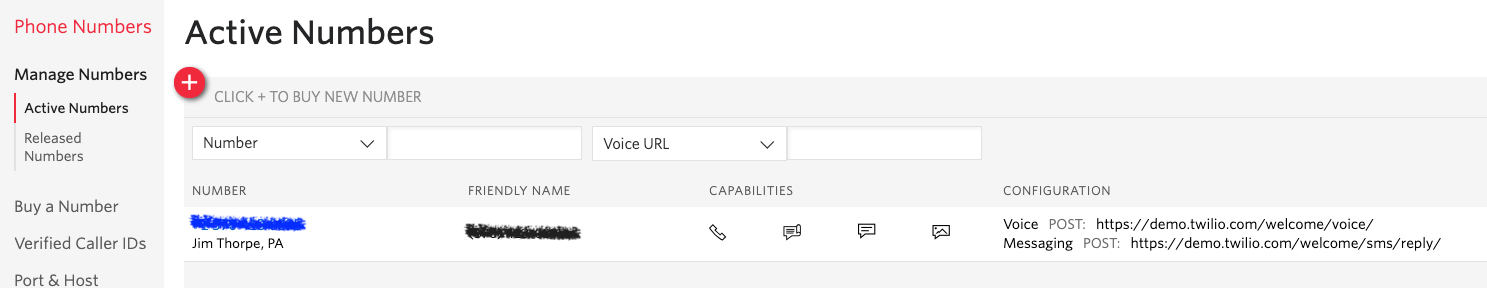 Phone Numbers
Manage Numbers
Active Numbers
Released
Numbers
Buy a Number
Verified Caller IDs
Port & Host
Active Numbers
+
CLICK + TO BUY NEW NUMBER
Number
Voice URL
NUMBER
FRIENDLY NAME
CAPABILITIES
CONFIGURATION
Jim Thorpe, PA
Voice POST: https://demo.twilio.com/welcome/voice/
Messaging POST: https://demo.twilio.com/welcome/sms/reply/